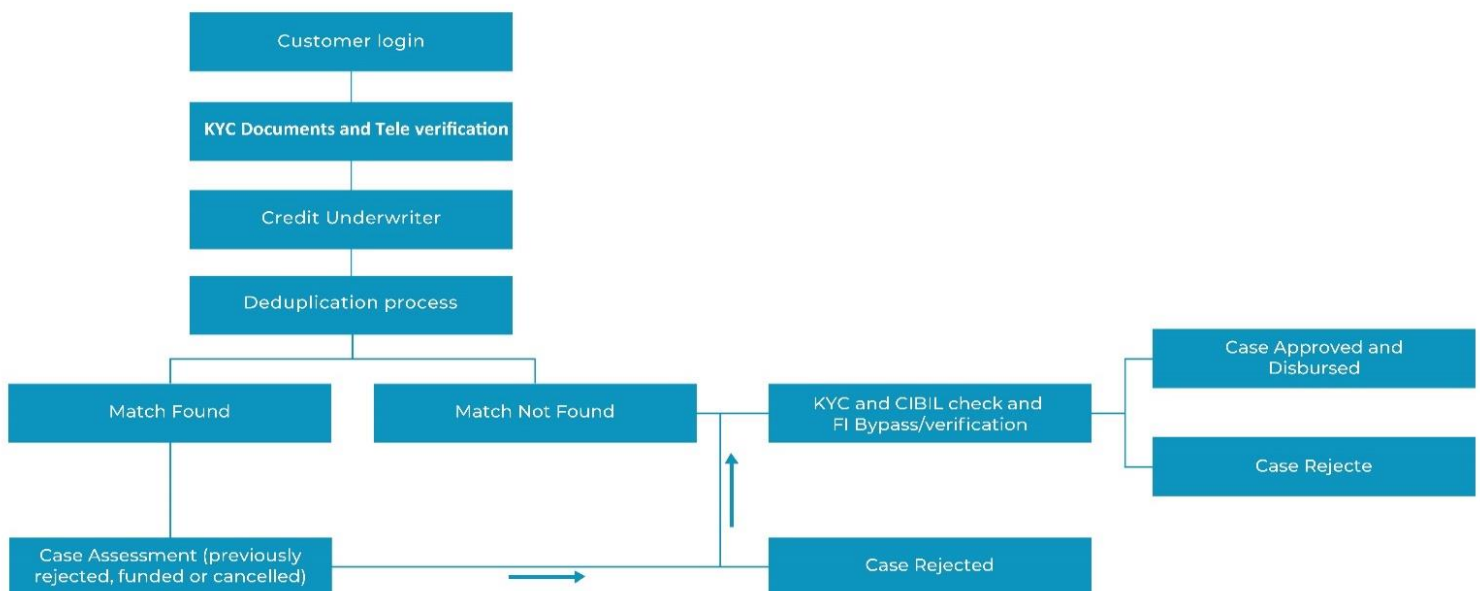 Customer login
KYC Documents and Tele verification
Credit Underwriter
Deduplication process
Match Found
Match Not Found
KYC and CIBIL check and
FI Bypass/verification
Case Approved and
Disbursed
Case Rejecte
Case Assessment (previously
rejected, funded or cancelled)
Case Rejected